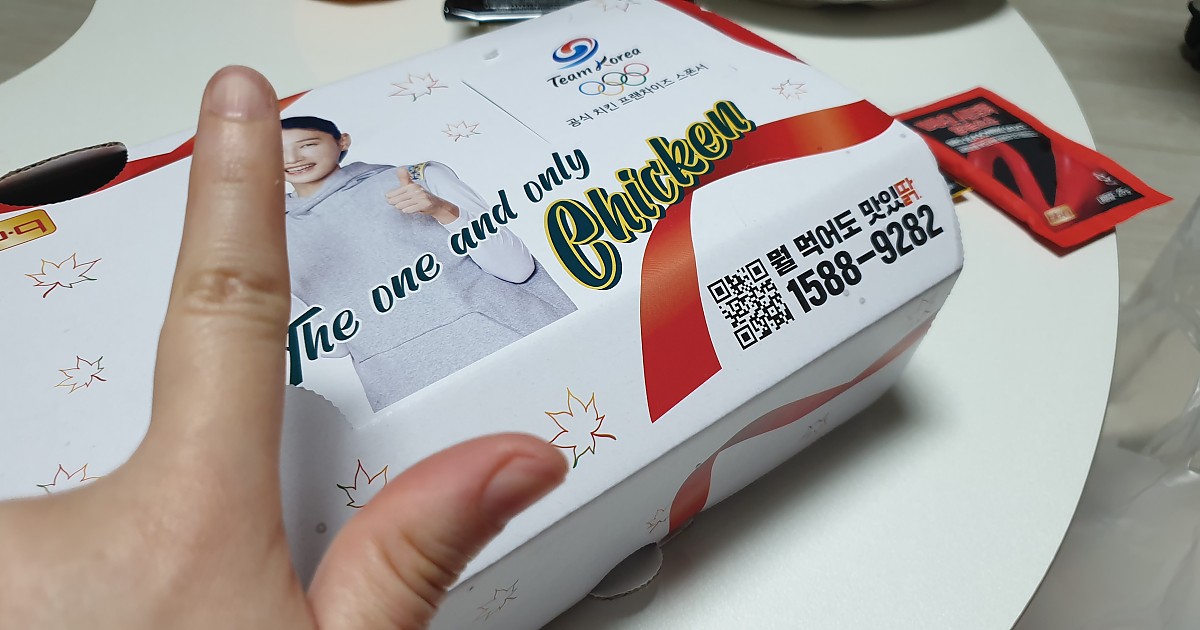 Team Korea
공식 치킨 프랜차이즈 스폰서
The one and only
Chicken
뭘 먹어도 맛있닭
1588-9282